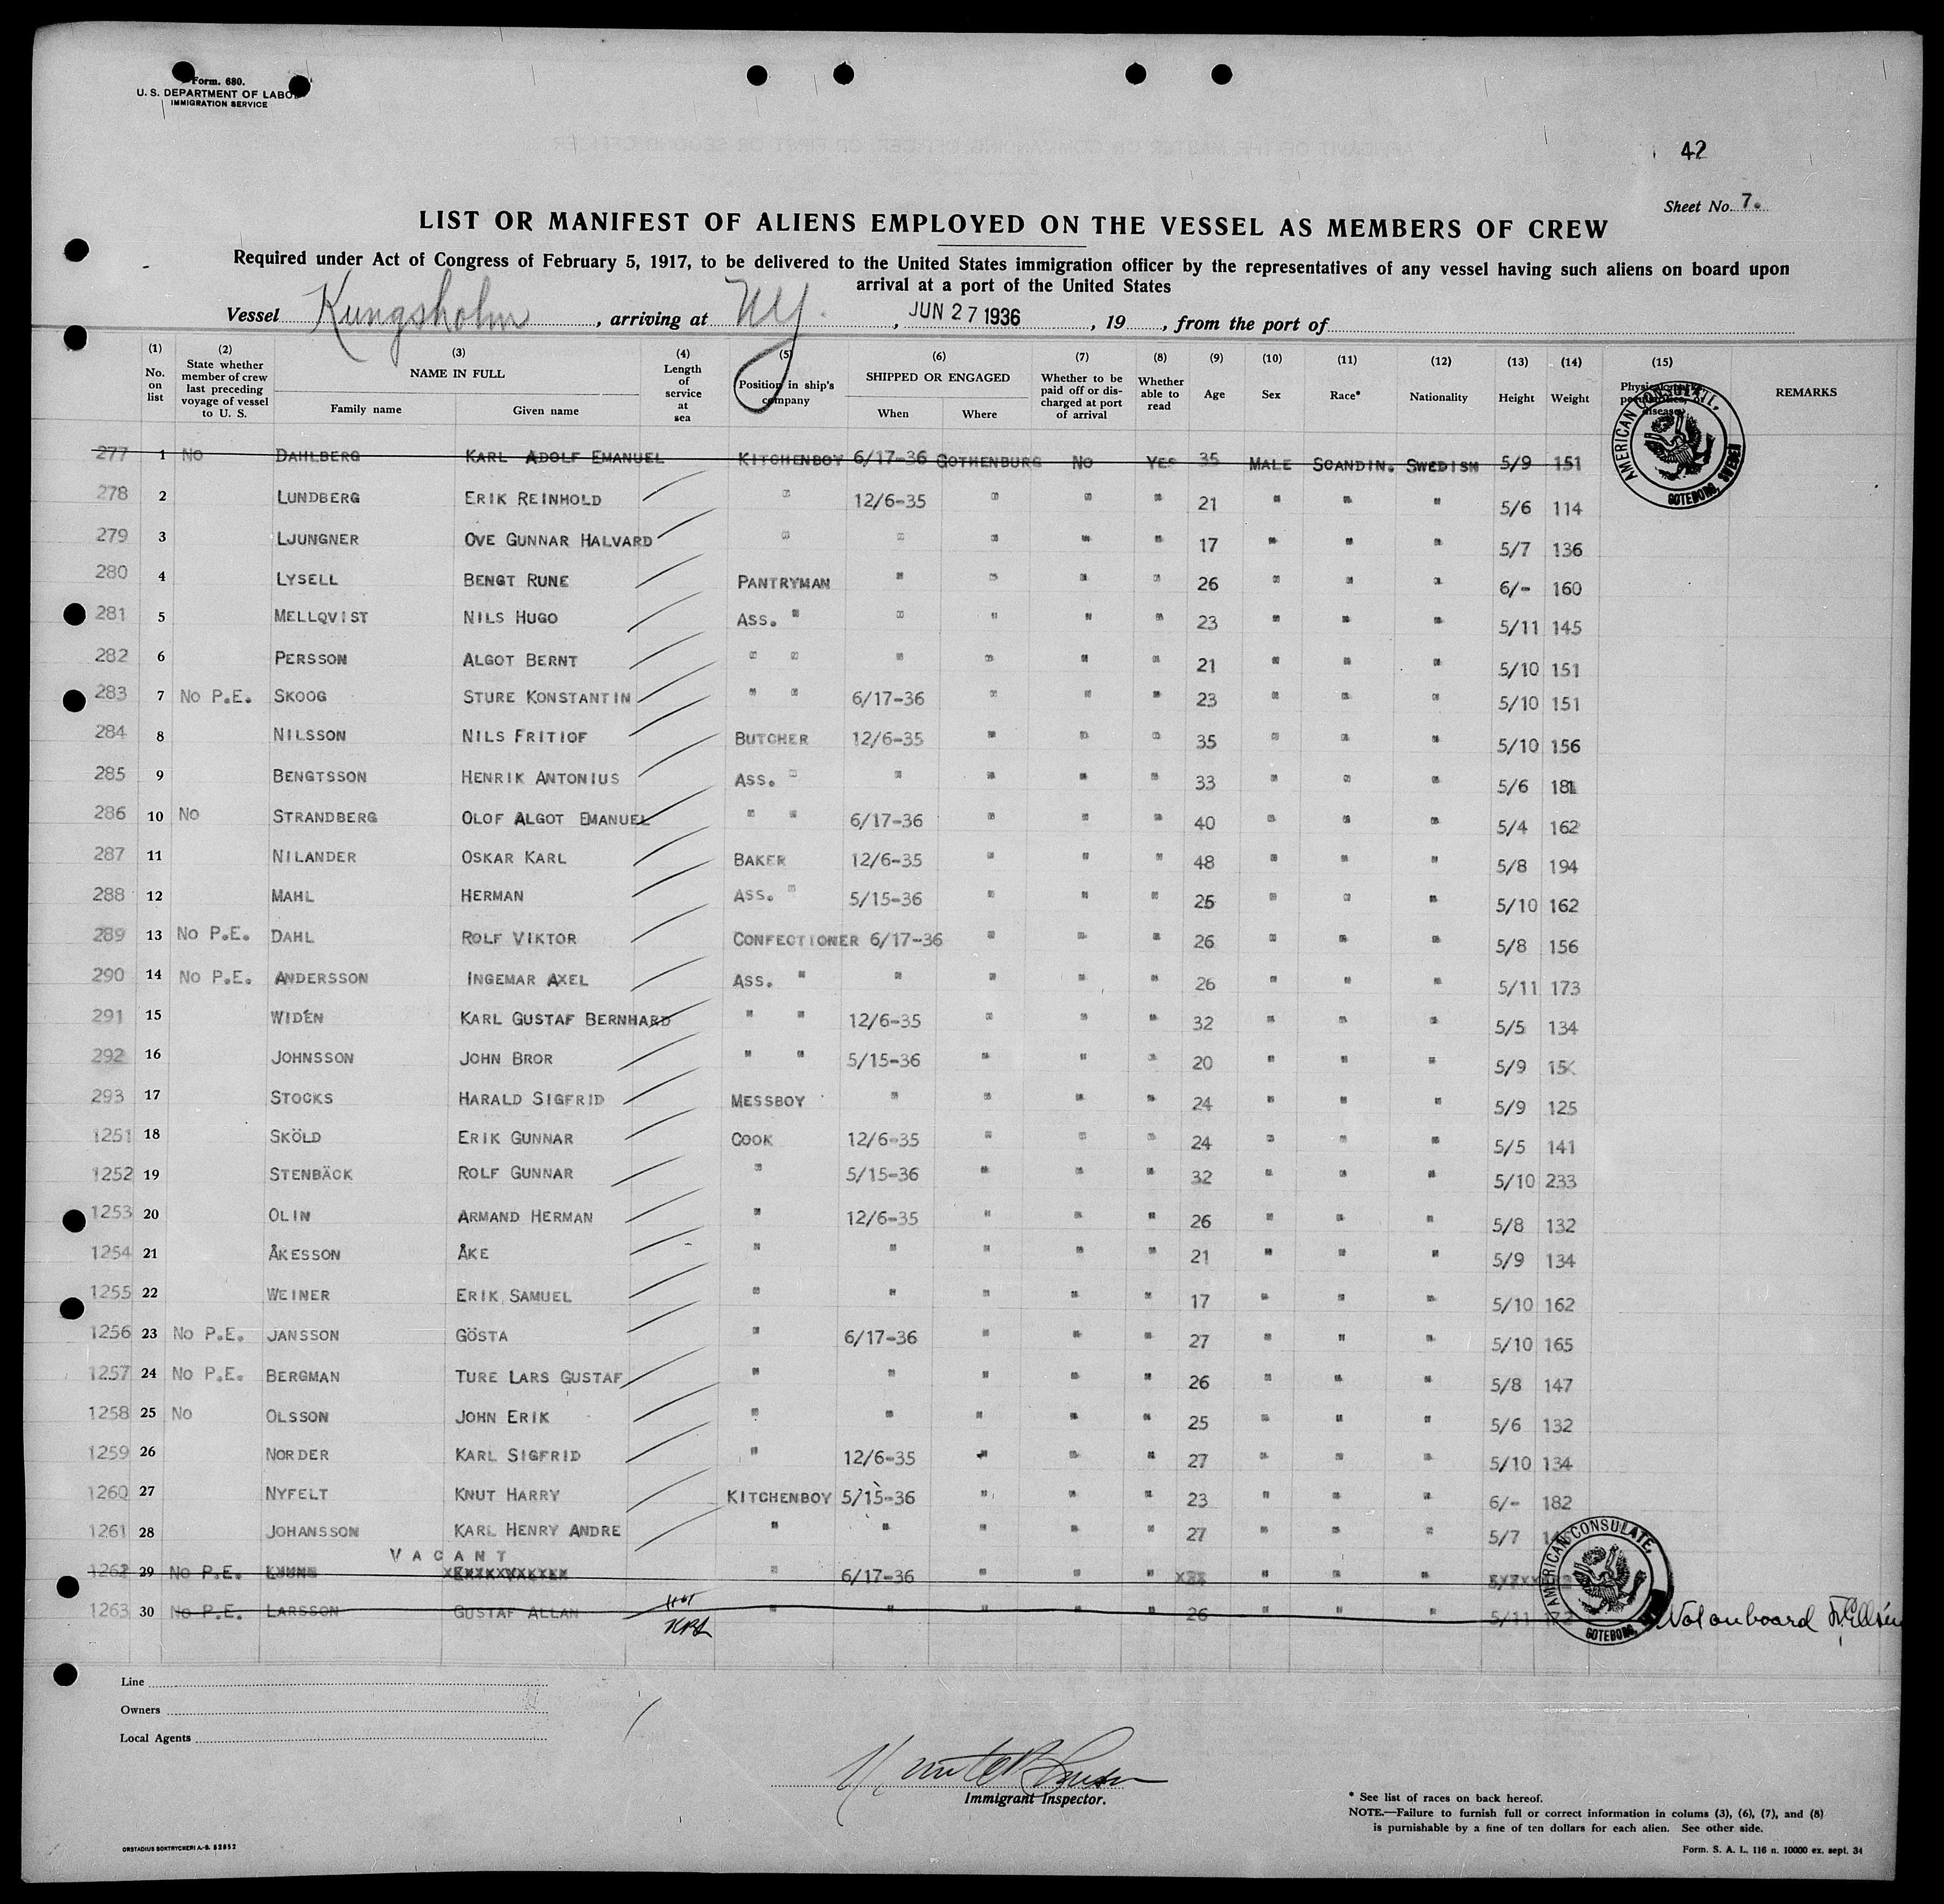 Form. 680.
U. S. DEPARTMENT OF LABO
IMMIGRATION SERVICE
42
Sheet No. 7.
LIST OR MANIFEST OF ALIENS EMPLOYED ON THE VESSEL AS MEMBERS OF CREW
Required under Act of Congress of February 5, 1917, to be delivered to the United States immigration officer by the representatives of any vessel having such aliens on board upon
arrival at a port of the United States
Vessel Kungsholm, arriving at NY., JUN 27 1936, 19, from the port of
(1) No. on list (2) State whether member of crew last preceding voyage of vessel to U. S. (3) NAME IN FULL Family name Given name (4) Length of service at sea (5) Position in ship's company (6) SHIPPED OR ENGAGED When Where (7) Whether to be paid off or discharged at port of arrival (8) Whether able to read (9) Age (10) Sex (11) Race* (12) Nationality (13) Height (14) Weight (15) REMARKS
AMERICAN CONSULATE, GOTEBORG, SWEDEN
277 1 No DAHLBERG KARL ADOLF EMANUEL KITCHENBOY 6/17-36 GOTHENBURG NO YES 35 MALE SCANDIN. SWEDISH 5/9 151
278 2 LUNDBERG ERIK REINHOLD " 12/6-35 " " " 21 " " " 5/6 114
279 3 LJUNGNER OVE GUNNAR HALVARD " " " " " 17 " " " 5/7 136
280 4 LYSELL BENGT RUNE PANTRYMAN " " " " 26 " " " 6/- 160
281 5 MELLQVIST NILS HUGO ASS. " " " " " 23 " " " 5/11 145
282 6 PERSSON ALGOT BERNT " " " " " " 21 " " " 5/10 151
283 7 No P.E. SKOOG STURE KONSTANTIN " " 6/17-36 " " " 23 " " " 5/10 151
284 8 NILSSON NILS FRITIOF BUTCHER 12/6-35 " " " 35 " " " 5/10 156
285 9 BENGTSSON HENRIK ANTONIUS ASS. " " " " " 33 " " " 5/6 181
286 10 No STRANDBERG OLOF ALGOT EMANUEL " " 6/17-36 " " " 40 " " " 5/4 162
287 11 NILANDER OSKAR KARL BAKER 12/6-35 " " " 48 " " " 5/8 194
288 12 MAHL HERMAN ASS. " 5/15-36 " " " 25 " " " 5/10 162
289 13 No P.E. DAHL ROLF VIKTOR CONFECTIONER 6/17-36 " " " 26 " " " 5/8 156
290 14 No P.E. ANDERSSON INGEMAR AXEL ASS. " " " " " 26 " " " 5/11 173
291 15 WIDÉN KARL GUSTAF BERNHARD " " 12/6-35 " " " 32 " " " 5/5 134
292 16 JOHNSSON JOHN BROR " " 5/15-36 " " " 20 " " " 5/9
293 17 STOCKS HARALD SIGFRID MESSBOY " " " " 24 " " " 5/9 125
1251 18 SKÖLD ERIK GUNNAR COOK 12/6-35 " " " 24 " " " 5/5 141
1252 19 STENBÄCK ROLF GUNNAR " 5/15-36 " " " 32 " " " 5/10 233
1253 20 OLIN ARMAND HERMAN " 12/6-35 " " " 26 " " " 5/8 132
1254 21 ÅKESSON ÅKE " " " " " 21 " " " 5/9 134
1255 22 WEINER ERIK SAMUEL " " " " " 17 " " " 5/10 162
1256 23 No P.E. JANSSON GÖSTA " 6/17-36 " " " 27 " " " 5/10 165
1257 24 No P.E. BERGMAN TURE LARS GUSTAF " " " " " 26 " " " 5/8 147
1258 25 No OLSSON JOHN ERIK " " " " " 25 " " " 5/6 132
1259 26 NORDER KARL SIGFRID " 12/6-35 " " " 27 " " " 5/10 134
1260 27 NYFELT KNUT HARRY KITCHENBOY 5/15-36 " " " 23 " " " 6/- 182
1261 28 JOHANSSON KARL HENRY ANDRE " " " " " 27 " " " 5/7
VACANT
1262 29 No P.E. " 6/17-36 " " " " " "
1263 30 No P.E. LARSSON GUSTAF ALLAN " " " " " 26 " " " 5/11 Not onboard
AMERICAN CONSULATE, GOTEBORG,
Line
Owners
Local Agents
Immigrant Inspector.
* See list of races on back hereof.
NOTE.—Failure to furnish full or correct information in colums (3), (6), (7), and (8)
is punishable by a fine of ten dollars for each alien. See other side.
ORSTADIUS BOKTRYCKERI A.-B. 52852
Form. S. A. L. 116 n. 10000 ex. sept. 34